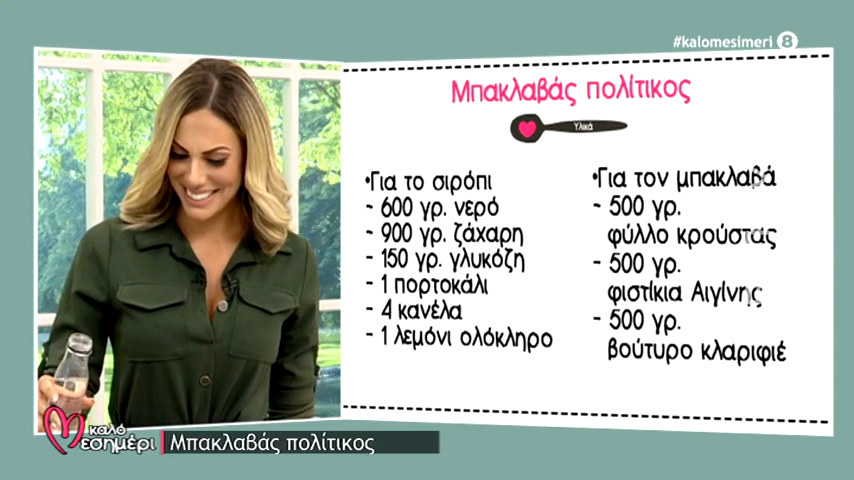 #kalomesimeri 8
Μπακλαβάς πολίτικος
Υλικά
•Για το σιρόπι
- 600 γρ. νερό
- 900 γρ. ζάχαρη
- 150 γρ. γλυκόζη
- 1 πορτοκάλι
- 4 κανέλα
- 1 λεμόνι ολόκληρο
•Για τον μπακλαβά
- 500 γρ.
φύλλο κρούστας
- 500 γρ.
φιστίκια Αιγίνης
- 500 γρ.
βούτυρο κλαριφιέ
καλό
μεσημέρι
Μπακλαβάς πολίτικος